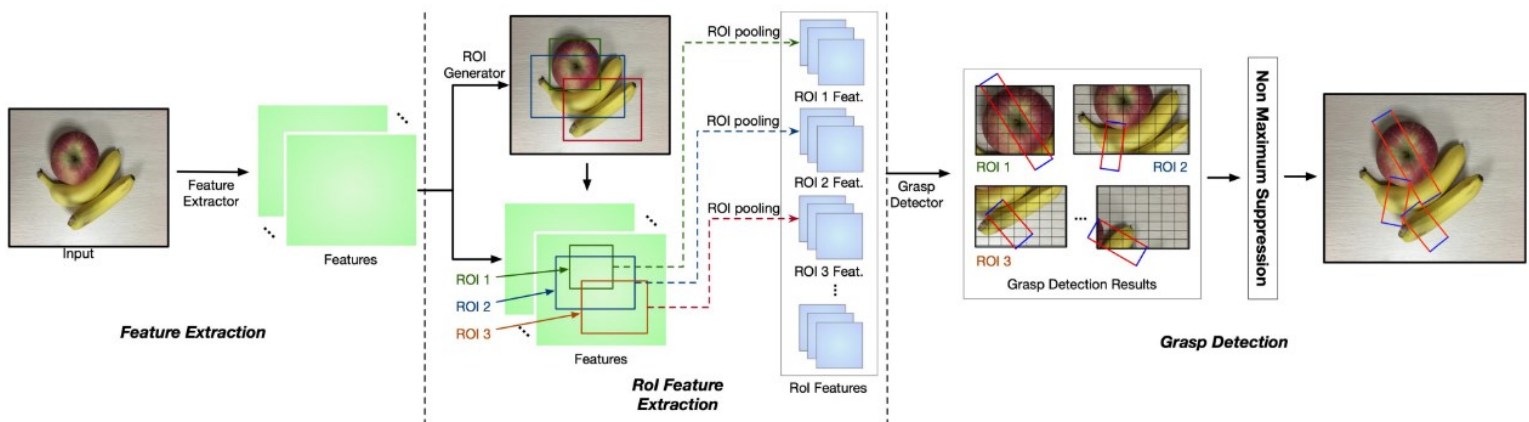 Input
Feature
Extractor
Features
Feature Extraction
ROI
Generator
ROI 1
ROI 2
ROI 3
Features
ROI pooling
ROI pooling
ROI pooling
ROI 1 Feat.
ROI 2 Feat.
ROI 3 Feat.
RoI Features
RoI Feature
Extraction
Grasp
Detector
ROI 1
ROI 2
ROI 3
...
Grasp Detection Results
Non Maximum Suppression
Grasp Detection